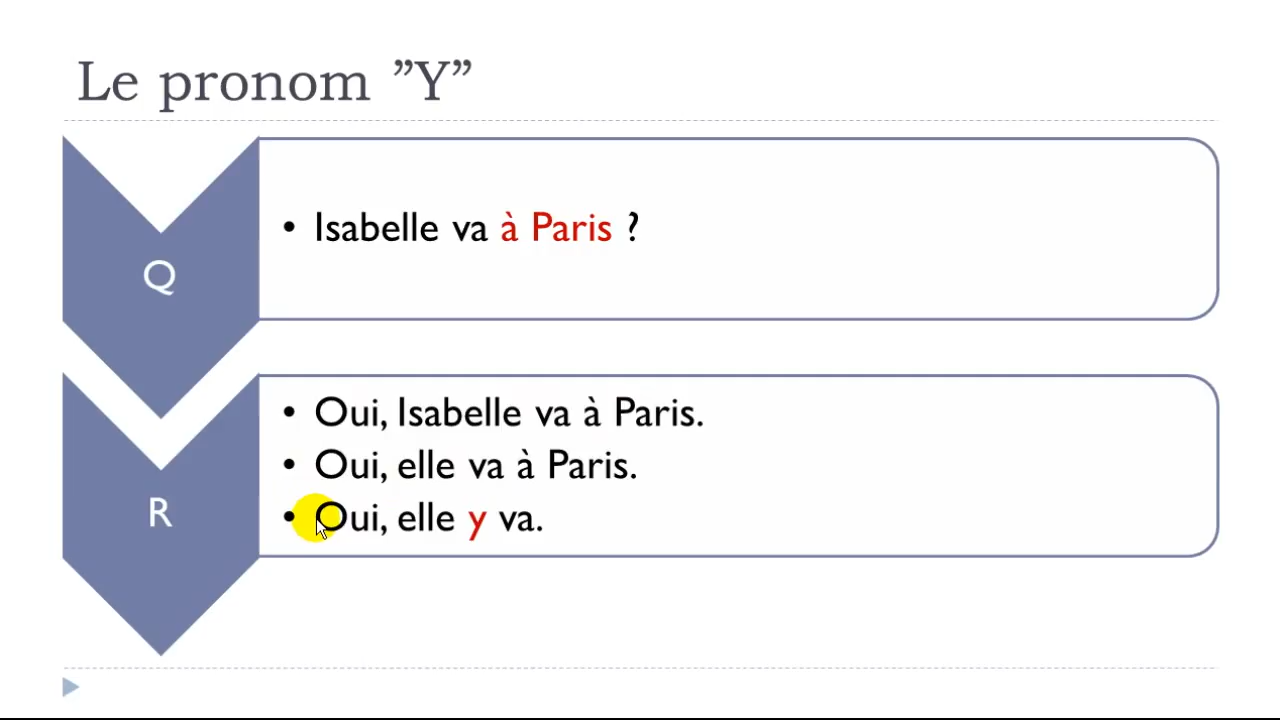 Le pronom ”Y”
Q
• Isabelle va à Paris ?
R
• Oui, Isabelle va à Paris.
• Oui, elle va à Paris.
• Oui, elle y va.